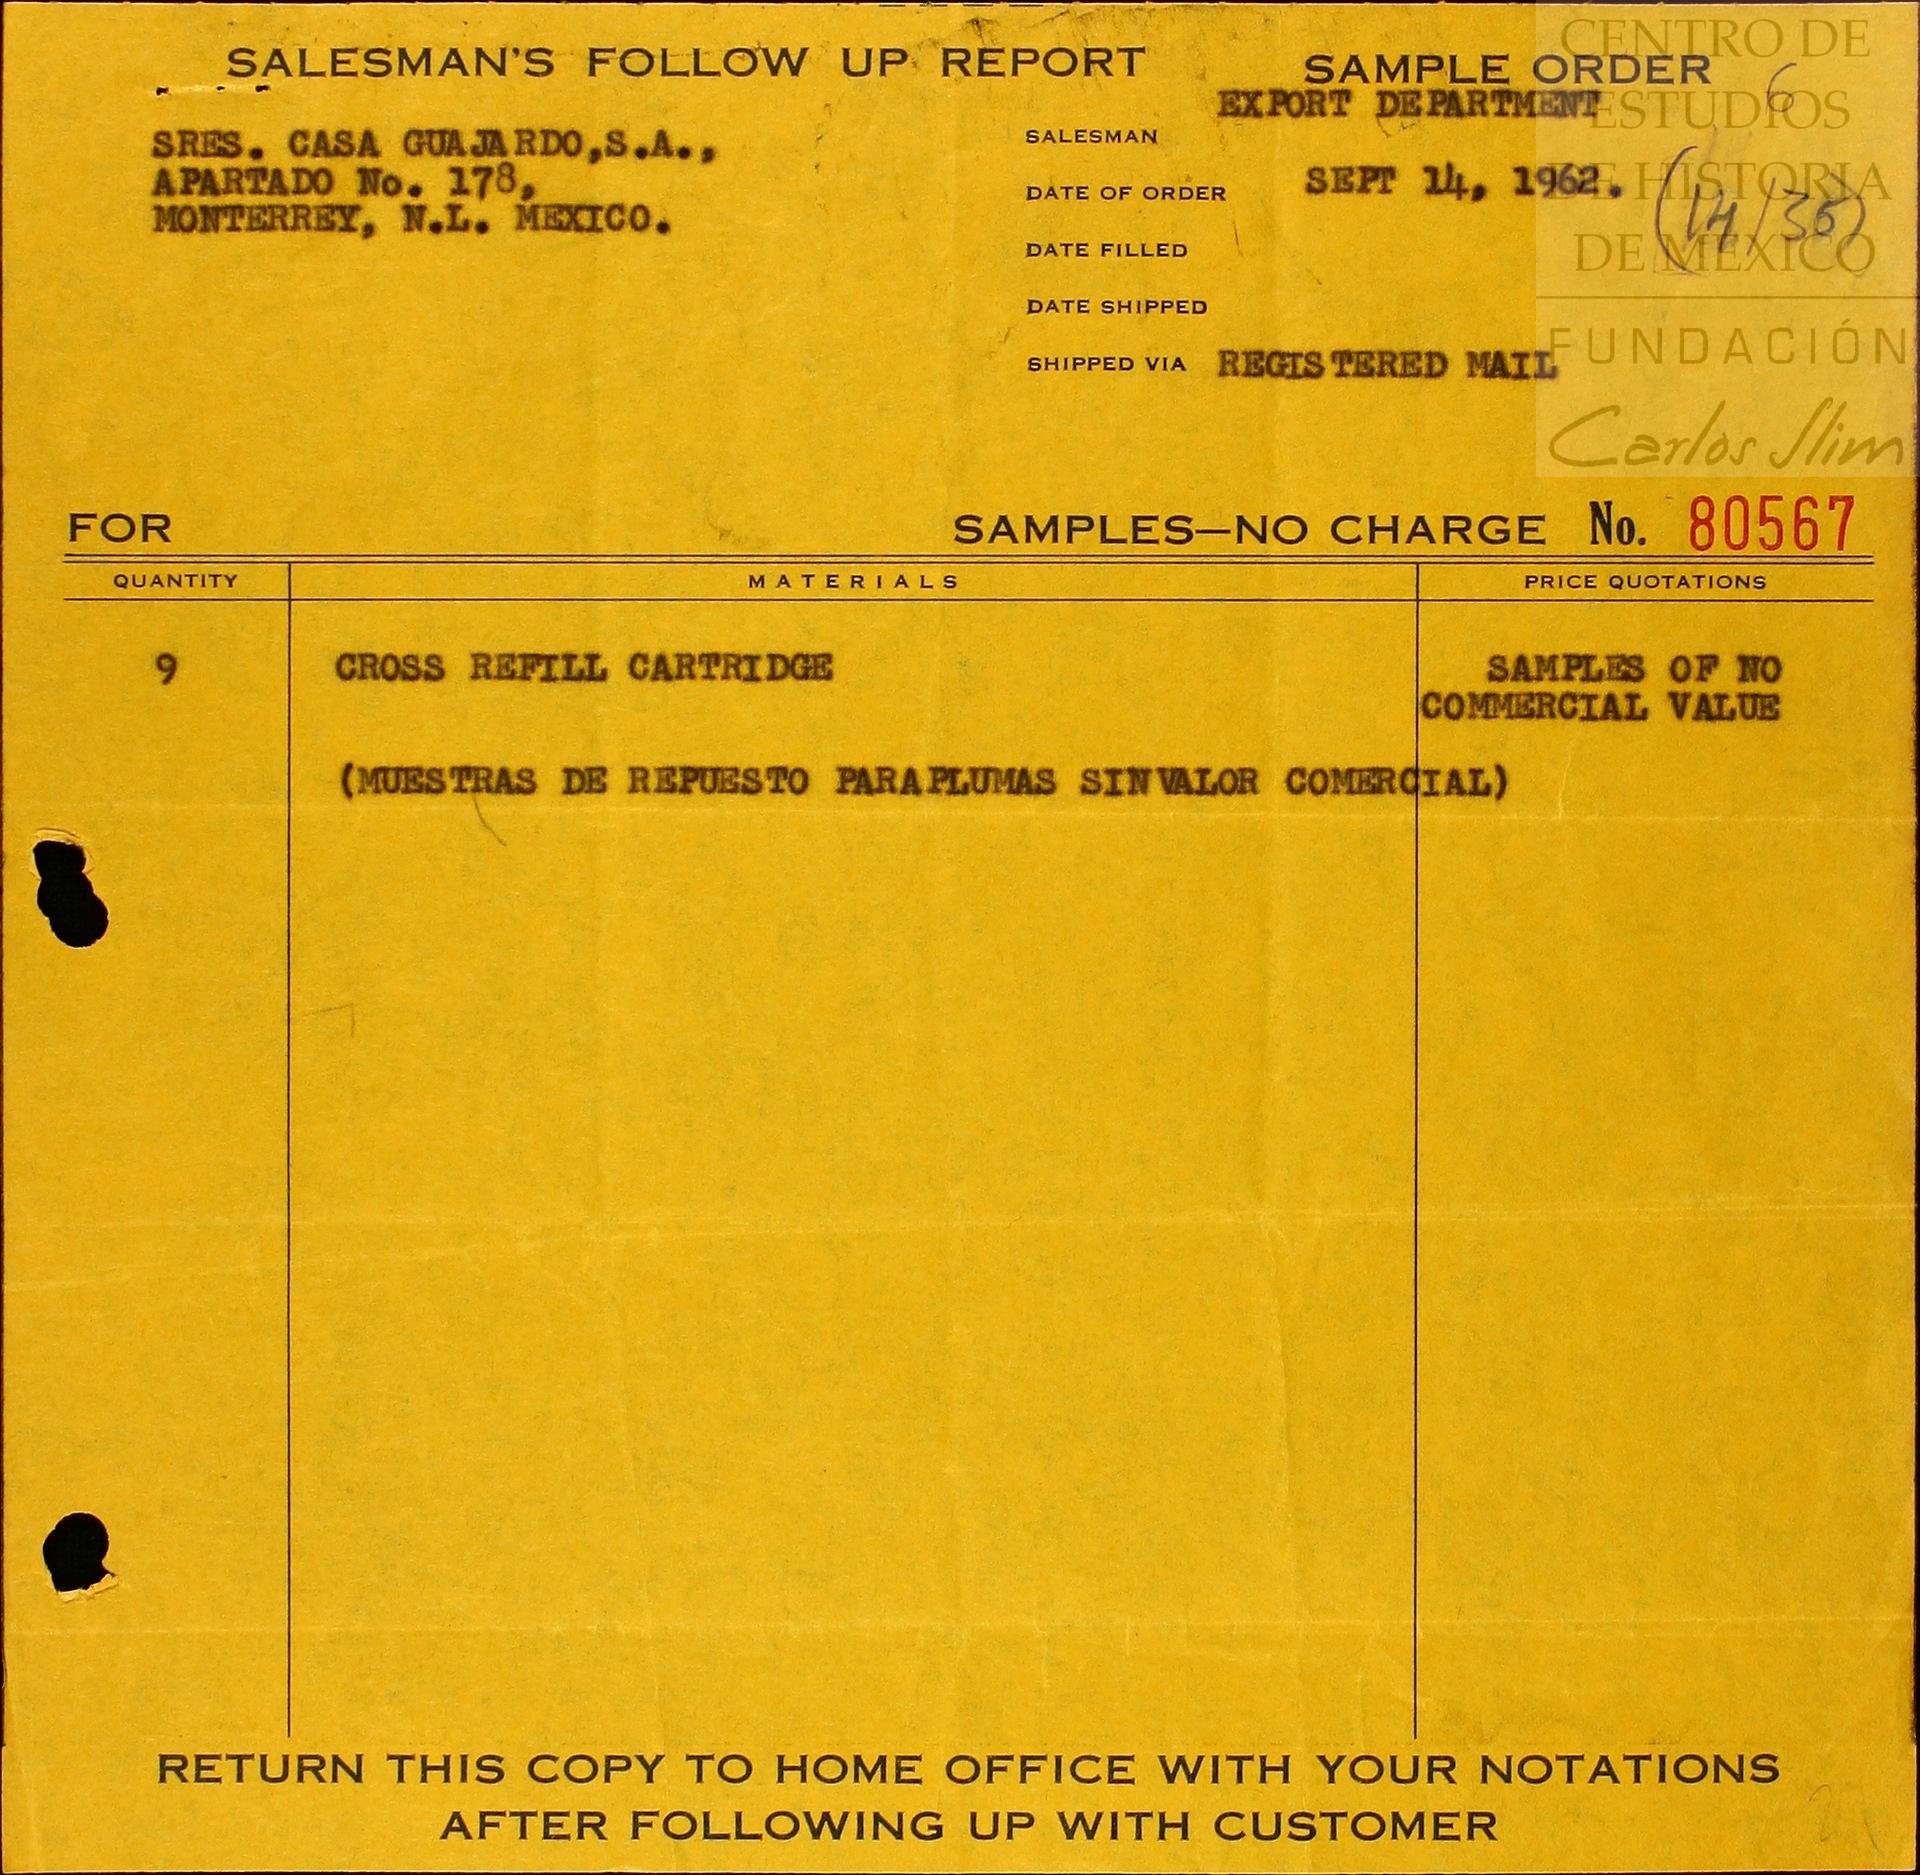 SALESMAN'S FOLLOW UP REPORT
SAMPLE ORDER
EXPORT DEPARTMENT
6
SRES. CASA GUAJARDO,S.A.,
APARTADO No. 178,
MONTERREY, N.L. MEXICO.
SALESMAN
DATE OF ORDER SEPT 14, 1962.
(14/35)
DATE FILLED
DATE SHIPPED
SHIPPED VIA REGISTERED MAIL
CENTRO DE
ESTUDIOS
DE HISTORIA
DE MÉXICO
FUNDACIÓN
Carlos Slim
FOR SAMPLES—NO CHARGE No. 80567
QUANTITY MATERIALS PRICE QUOTATIONS
9 CROSS REFILL CARTRIDGE SAMPLES OF NO
COMMERCIAL VALUE
(MUESTRAS DE REPUESTO PARA PLUMAS SIN VALOR COMERCIAL)
RETURN THIS COPY TO HOME OFFICE WITH YOUR NOTATIONS
AFTER FOLLOWING UP WITH CUSTOMER